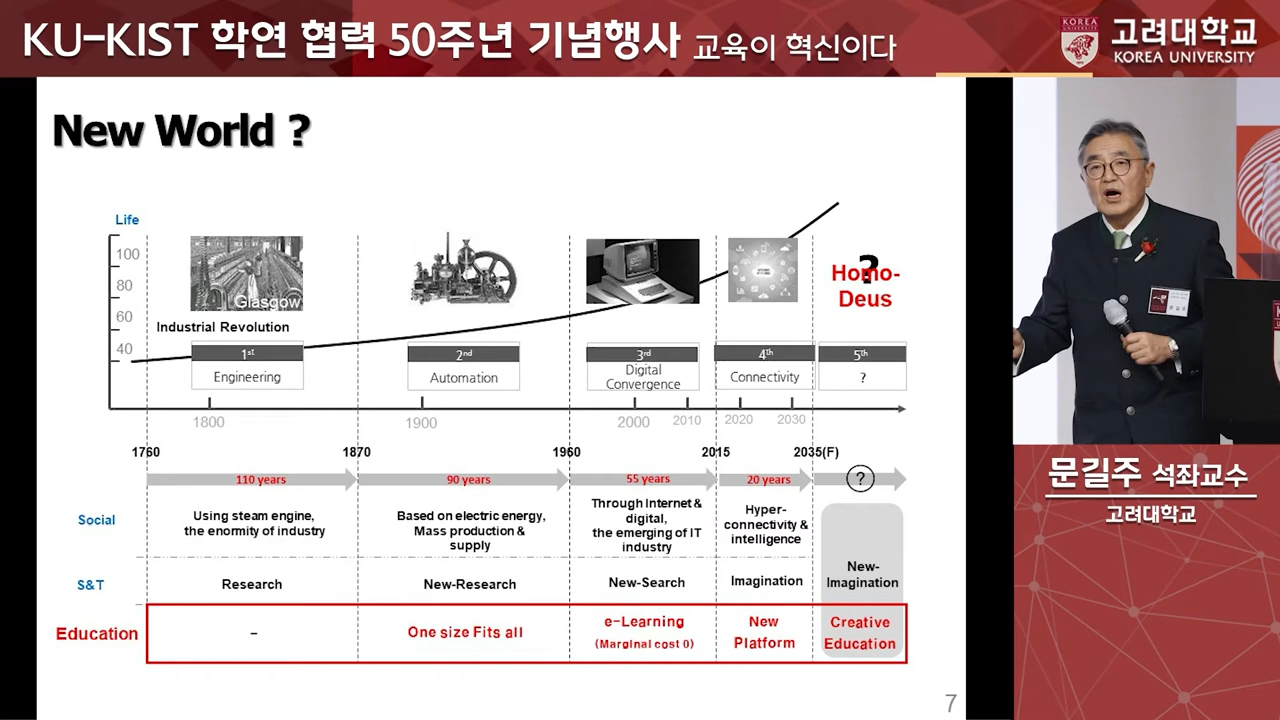 KU-KIST 학연 협력 50주년 기념행사 교육이 혁신이다
KOREA
고려대학교
KOREA UNIVERSITY
New World ?
Life
100
80
60
40
Glasgow
Industrial Revolution
?
Homo-
Deus
1st
Engineering
2nd
Automation
3rd
Digital
Convergence
4th
Connectivity
5th
?
1800
1900
2000
2010
2020
2030
1760
1870
1960
2015
2035(F)
110 years
90 years
55 years
20 years
?
Social
Using steam engine,
the enormity of industry
Based on electric energy,
Mass production &
supply
Through Internet &
digital,
the emerging of IT
industry
Hyper-
connectivity &
intelligence
S&T
Research
New-Research
New-Search
Imagination
New-
Imagination
Education
–
One size Fits all
e-Learning
(Marginal cost 0)
New
Platform
Creative
Education
7
문길주 석좌교수
고려대학교